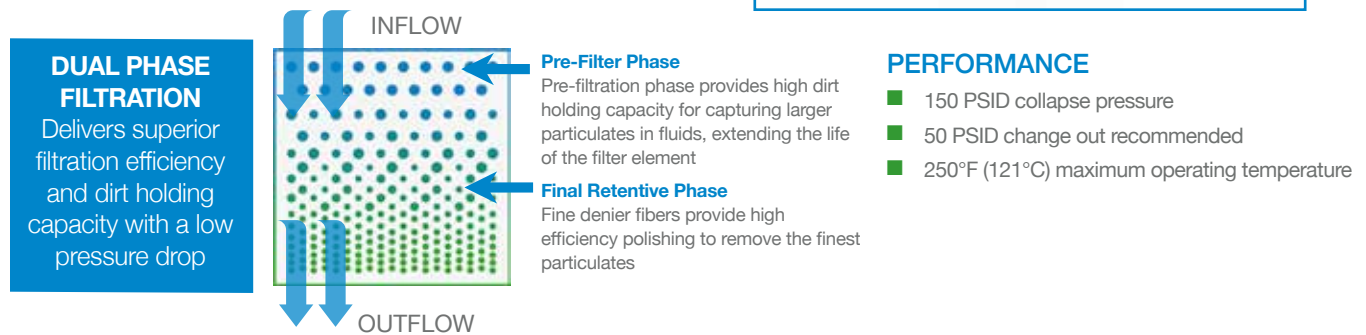 DUAL PHASE
FILTRATION
Delivers superior
filtration efficiency
and dirt holding
capacity with a low
pressure drop
INFLOW
OUTFLOW
Pre-Filter Phase
Pre-filtration phase provides high dirt
holding capacity for capturing larger
particulates in fluids, extending the life
of the filter element
Final Retentive Phase
Fine denier fibers provide high
efficiency polishing to remove the finest
particulates
PERFORMANCE
150 PSID collapse pressure
50 PSID change out recommended
250°F (121°C) maximum operating temperature